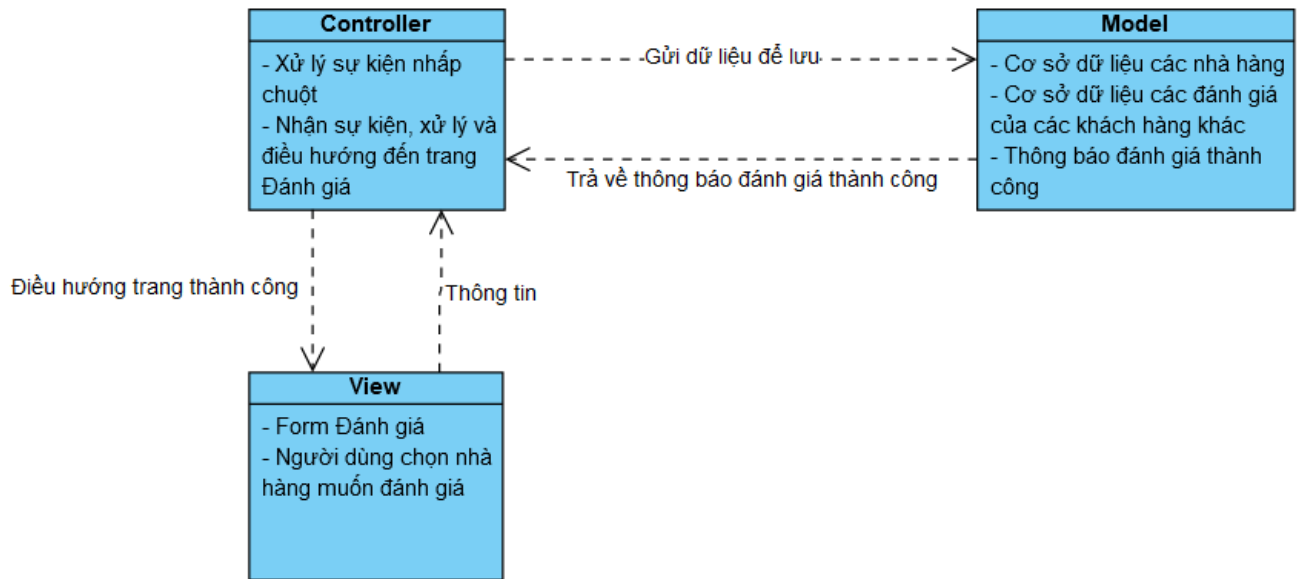 Controller
- Xử lý sự kiện nhấp
chuột
- Nhận sự kiện, xử lý và
điều hướng đến trang
Đánh giá
Gửi dữ liệu để lưu
Trả về thông báo đánh giá thành công
Model
- Cơ sở dữ liệu các nhà hàng
- Cơ sở dữ liệu các đánh giá
của các khách hàng khác
- Thông báo đánh giá thành
công
Điều hướng trang thành công
Thông tin
View
- Form Đánh giá
- Người dùng chọn nhà
hàng muốn đánh giá